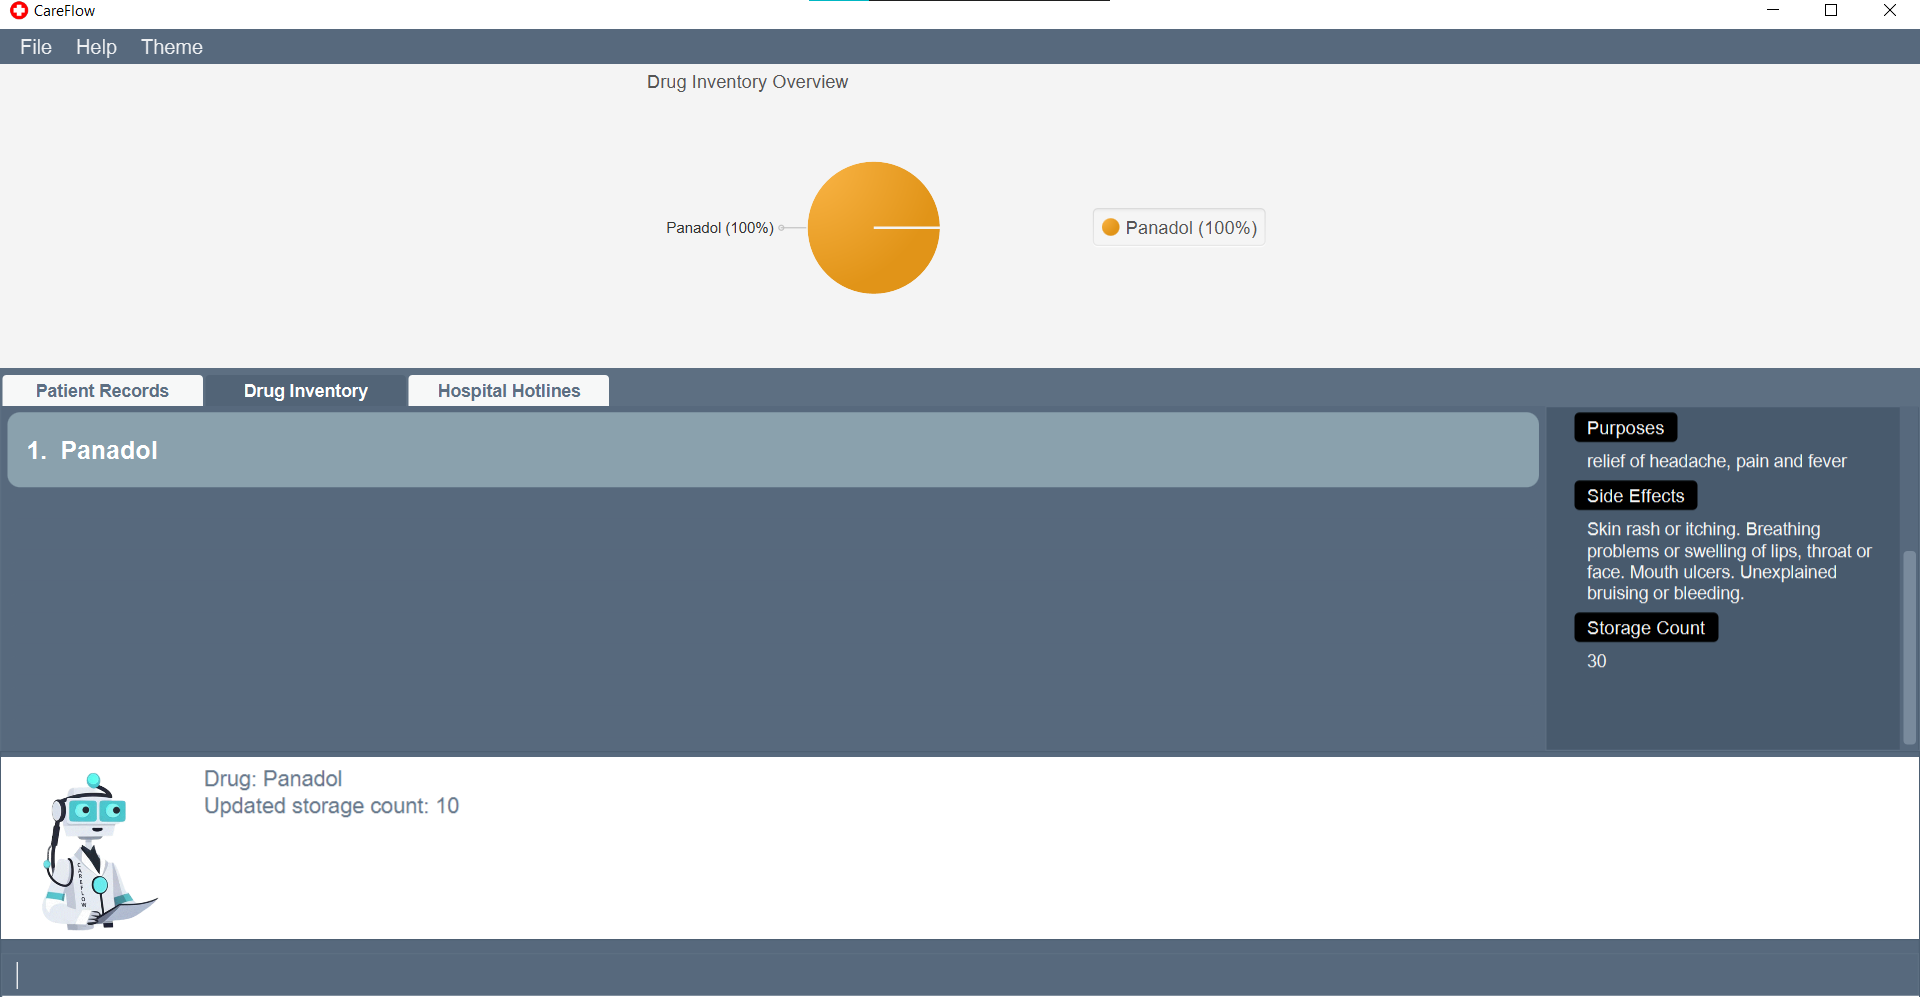 CareFlow
File Help Theme
Drug Inventory Overview
Panadol (100%)
Panadol (100%)
Patient Records
Drug Inventory
Hospital Hotlines
1. Panadol
Purposes
relief of headache, pain and fever
Side Effects
Skin rash or itching. Breathing
problems or swelling of lips, throat or
face. Mouth ulcers. Unexplained
bruising or bleeding.
Storage Count
30
Drug: Panadol
Updated storage count: 10
CAREFLOW